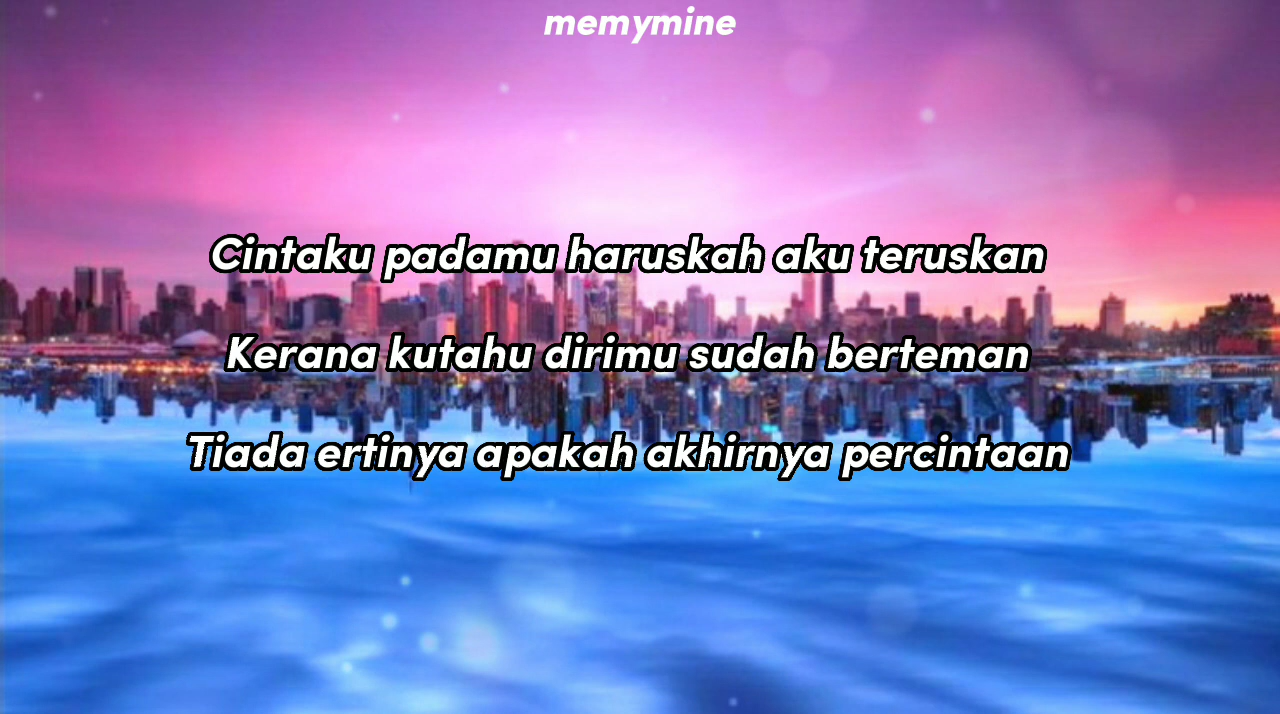 memymine
Cintaku padamu haruskah aku teruskan
Kerana kutahu dirimu sudah berteman
Tiada ertinya apakah akhirnya percintaan